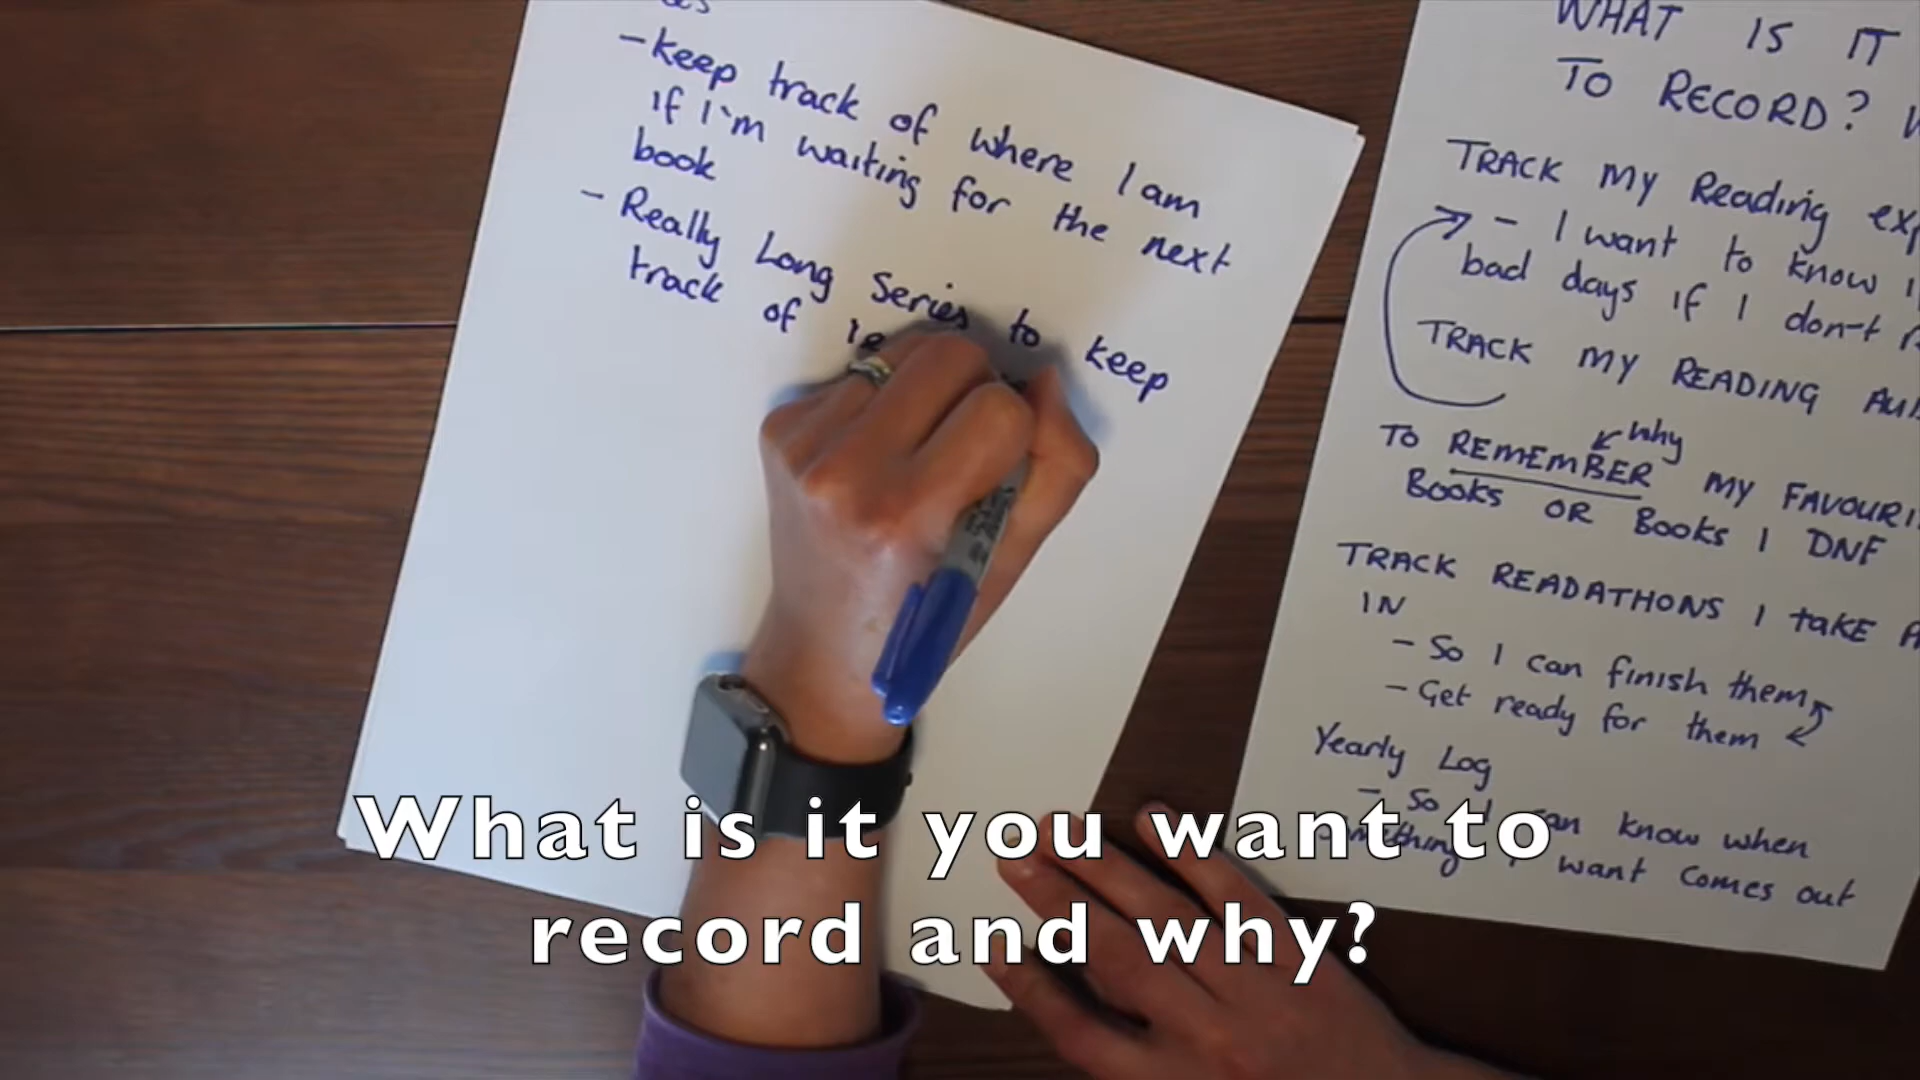 - keep track of where I am
if I'm waiting for the next
book
- Really Long Series to keep
track of
WHAT IS IT
TO RECORD?
TRACK MY Reading
- I want to know
bad days if I don't
TRACK MY READING
why
TO REMEMBER MY
Books OR Books I DNF
TRACK READATHONS I take
IN
- So I can finish them
- Get ready for them
Yearly Log
- So I can know when
something I want comes out
What is it you want to
record and why?